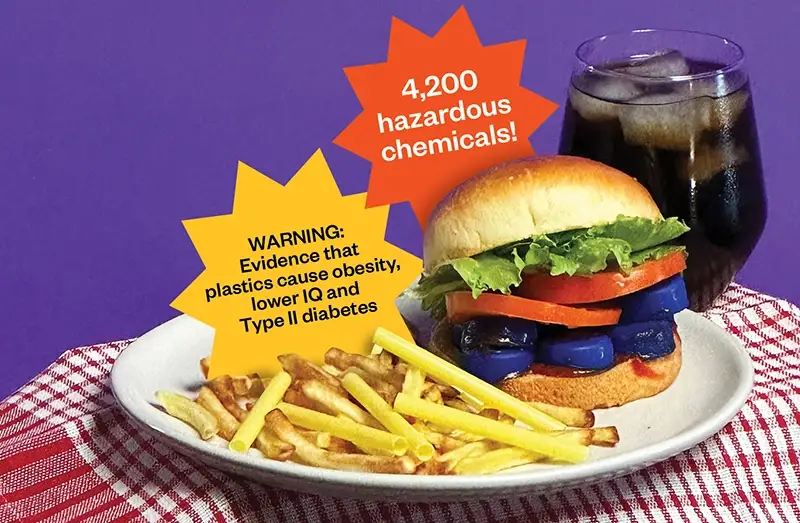 4,200
hazardous
chemicals!
WARNING:
Evidence that
plastics cause obesity,
lower IQ and
Type II diabetes